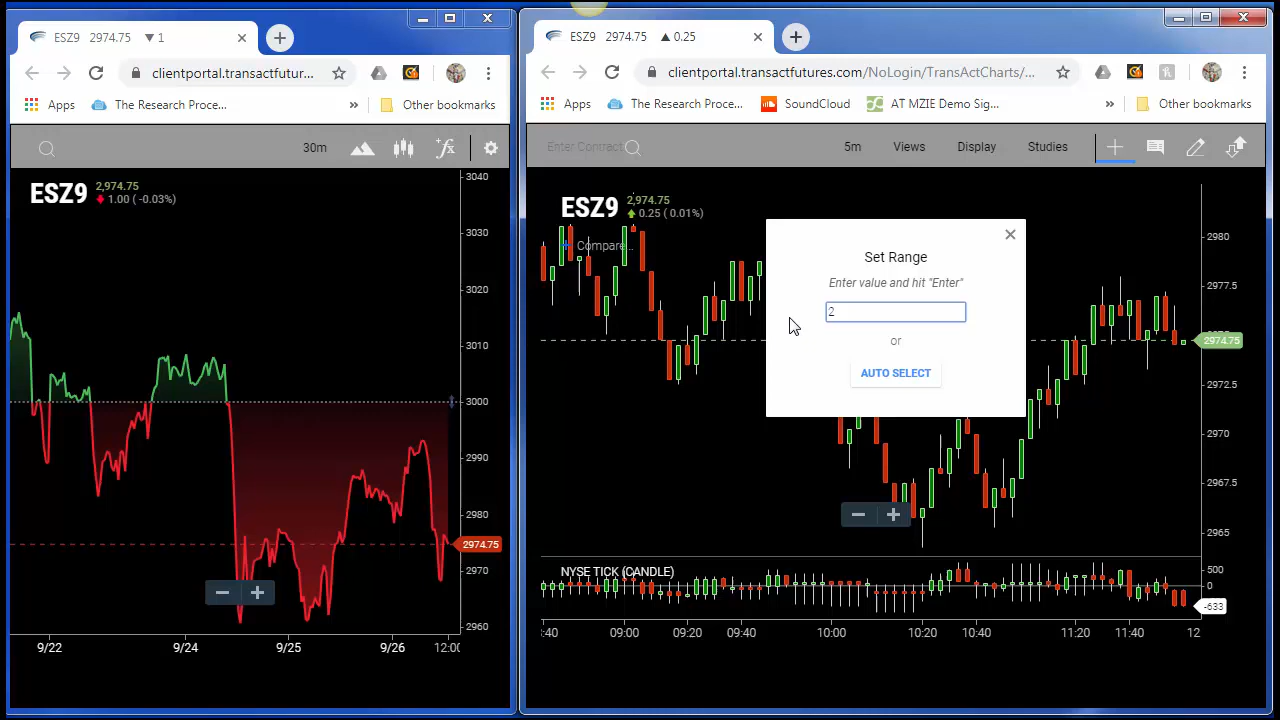 ESZ9 2974.75 ▼ 1
clientportal.transactfutur...
Apps The Research Proce... » Other bookmarks
30m
ESZ9 2,974.75
1.00 ( -0.03%)
3040
3030
3020
3010
3000
2990
2980
2974.75
2970
2960
9/22 9/24 9/25 9/26 12:00
ESZ9 2974.75 ▲ 0.25
clientportal.transactfutures.com/NoLogin/TransActCharts/...
Apps The Research Proce... SoundCloud AT MZIE Demo Sig... » Other bookmarks
Enter Contract 5m Views Display Studies
ESZ9 2,974.75
0.25 ( 0.01%)
+ Compare...
Set Range
Enter value and hit "Enter"
2
or
AUTO SELECT
2980
2977.5
2974.75
2972.5
2970
2967.5
2965
NYSE TICK (CANDLE)
500
0
-633
:40 09:00 09:20 09:40 10:00 10:20 10:40 11:20 11:40 12